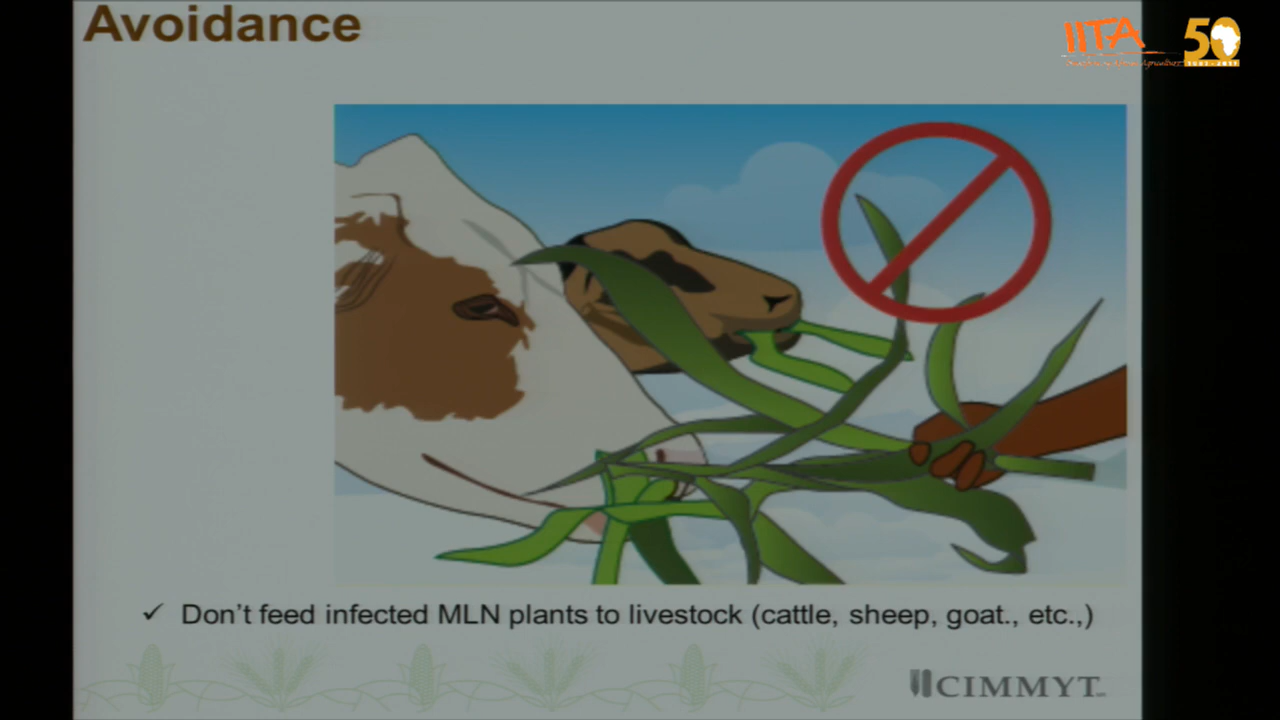 Avoidance
IITA
50
✓ Don't feed infected MLN plants to livestock (cattle, sheep, goat., etc.,)
CIMMYT